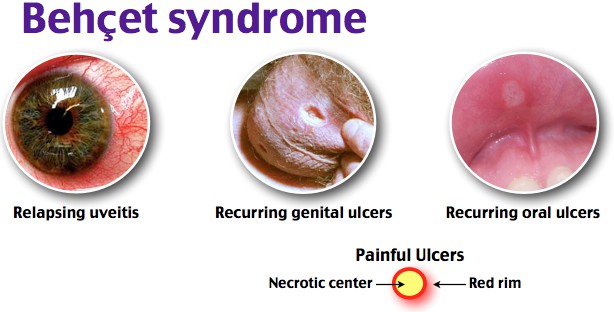 Behçet syndrome
Relapsing uveitis
Recurring genital ulcers
Recurring oral ulcers
Painful Ulcers
Necrotic center
Red rim